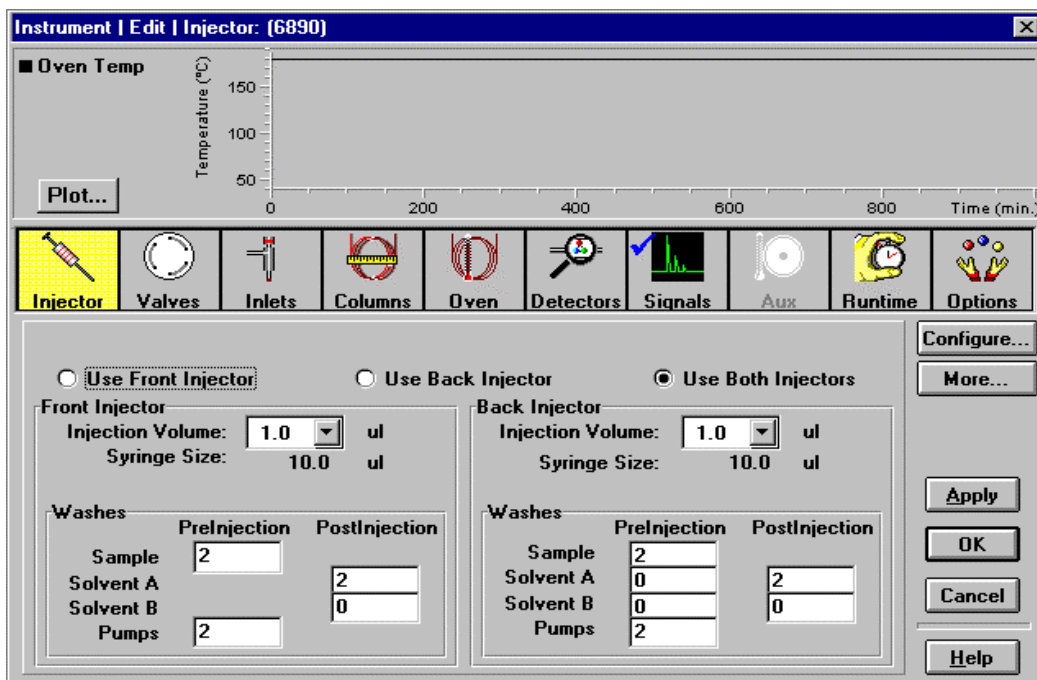 Instrument | Edit | Injector: (6890)
Oven Temp
Temperature (°C)
150
100
50
Plot...
0 200 400 600 800 Time (min.)
Injector Valves Inlets Columns Oven Detectors Signals Aux Runtime Options
Configure...
More...
Use Front Injector Use Back Injector Use Both Injectors
Front Injector
Injection Volume: 1.0 ul
Syringe Size: 10.0 ul
Washes
PreInjection PostInjection
Sample 2
Solvent A 2
Solvent B 0
Pumps 2
Back Injector
Injection Volume: 1.0 ul
Syringe Size: 10.0 ul
Washes
PreInjection PostInjection
Sample 2
Solvent A 0 2
Solvent B 0 0
Pumps 2
Apply
OK
Cancel
Help